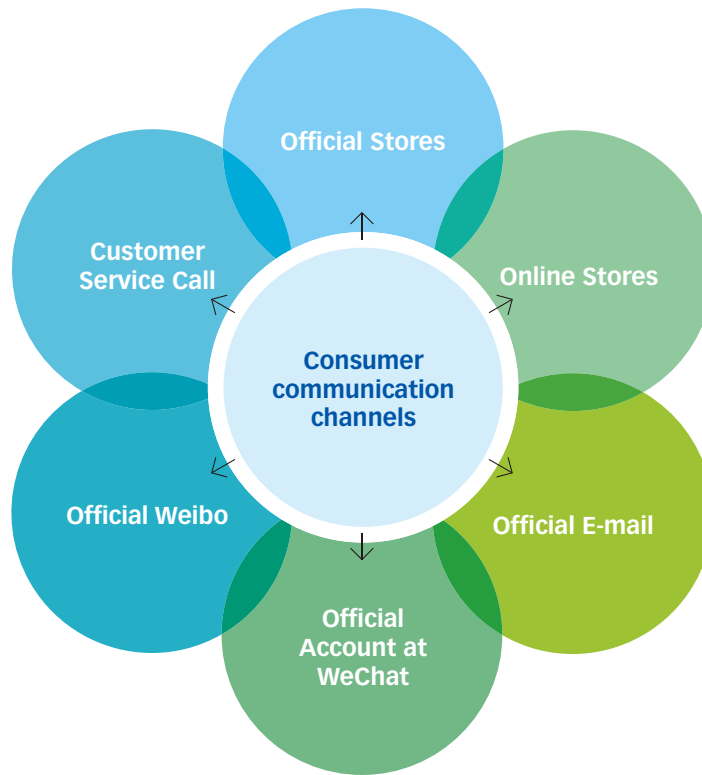 Official Stores
Customer
Service Call
Online Stores
Consumer
communication
channels
Official Weibo
Official E-mail
Official
Account at
WeChat